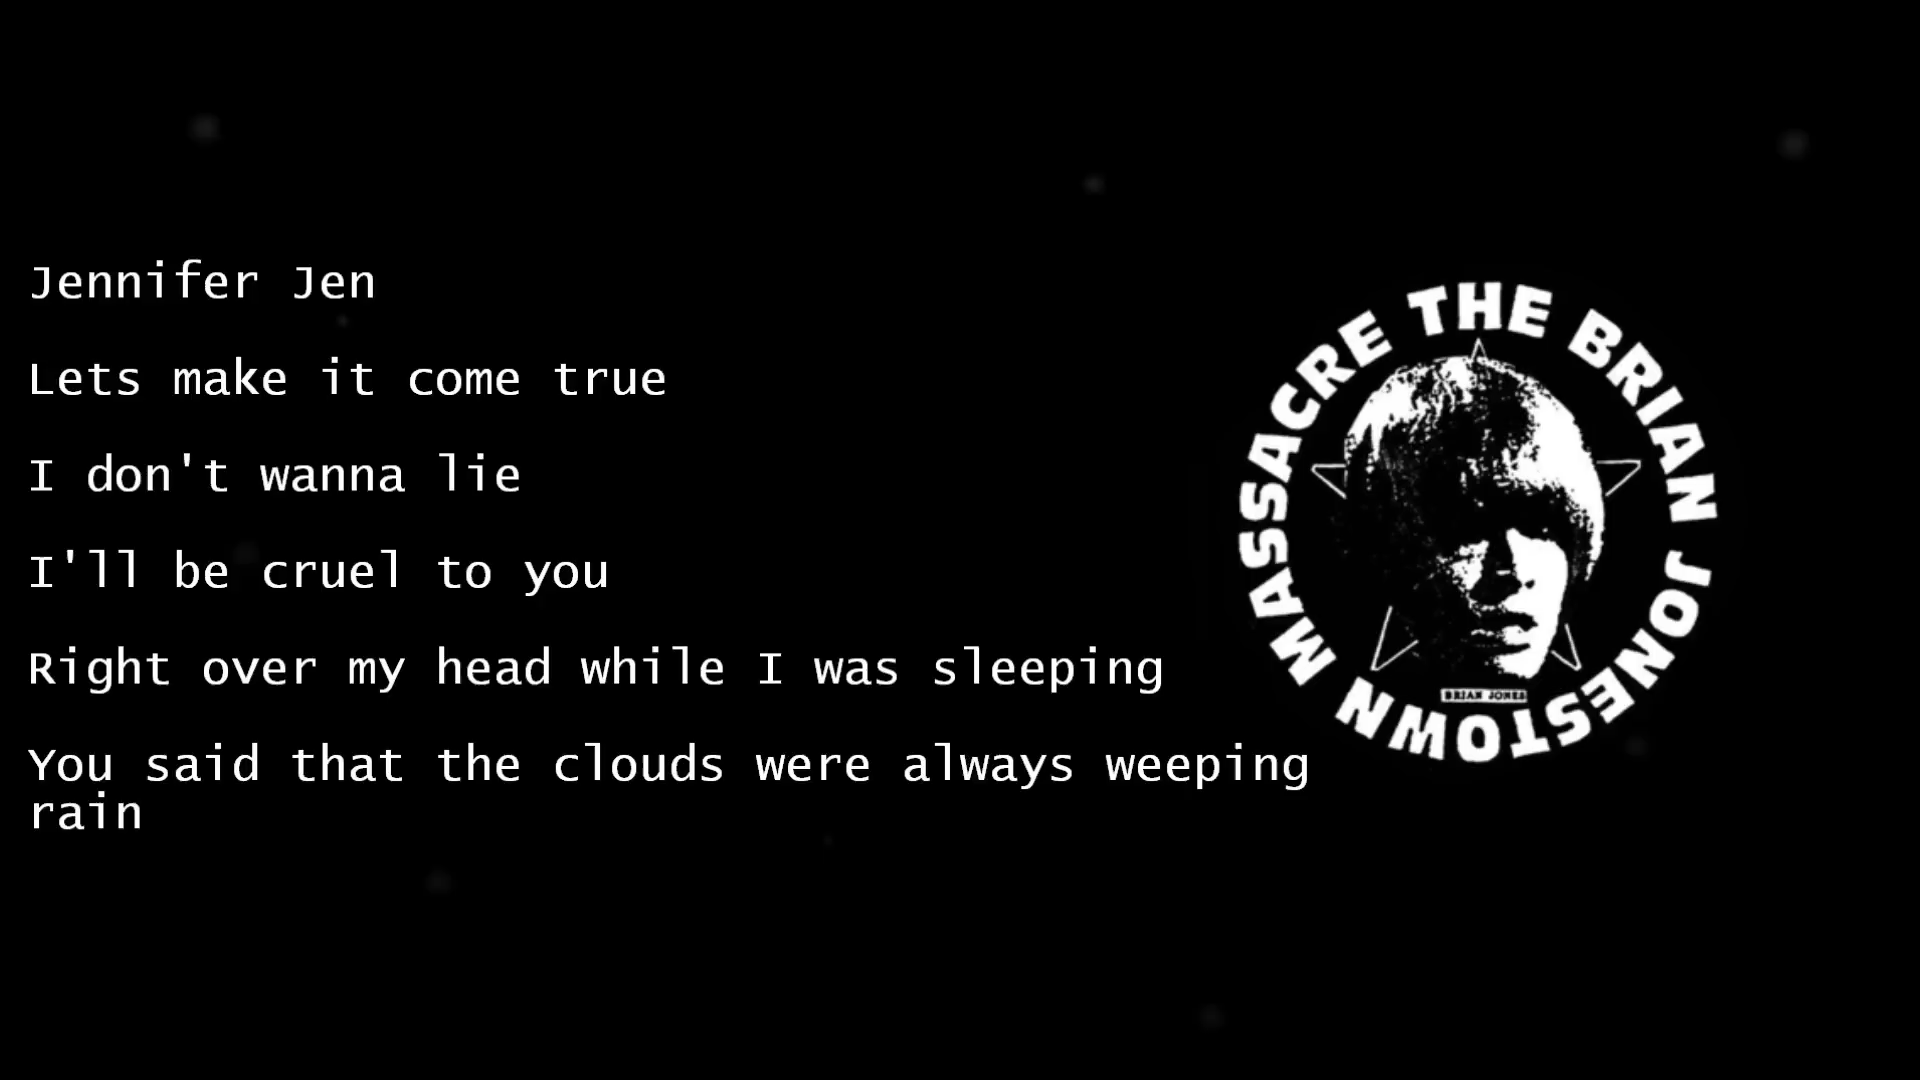 Jennifer Jen
Lets make it come true
I don't wanna lie
I'll be cruel to you
Right over my head while I was sleeping
You said that the clouds were always weeping
rain
THE BRIAN JONESTOWN MASSACRE
BRIAN JONES